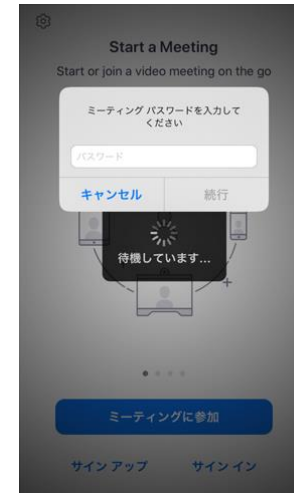 Start a Meeting
Start or join a video meeting on the go
ミーティング パスワードを入力して
ください
パスワード
キャンセル
続行
待機しています...
ミーティングに参加
サイン アップ
サイン イン